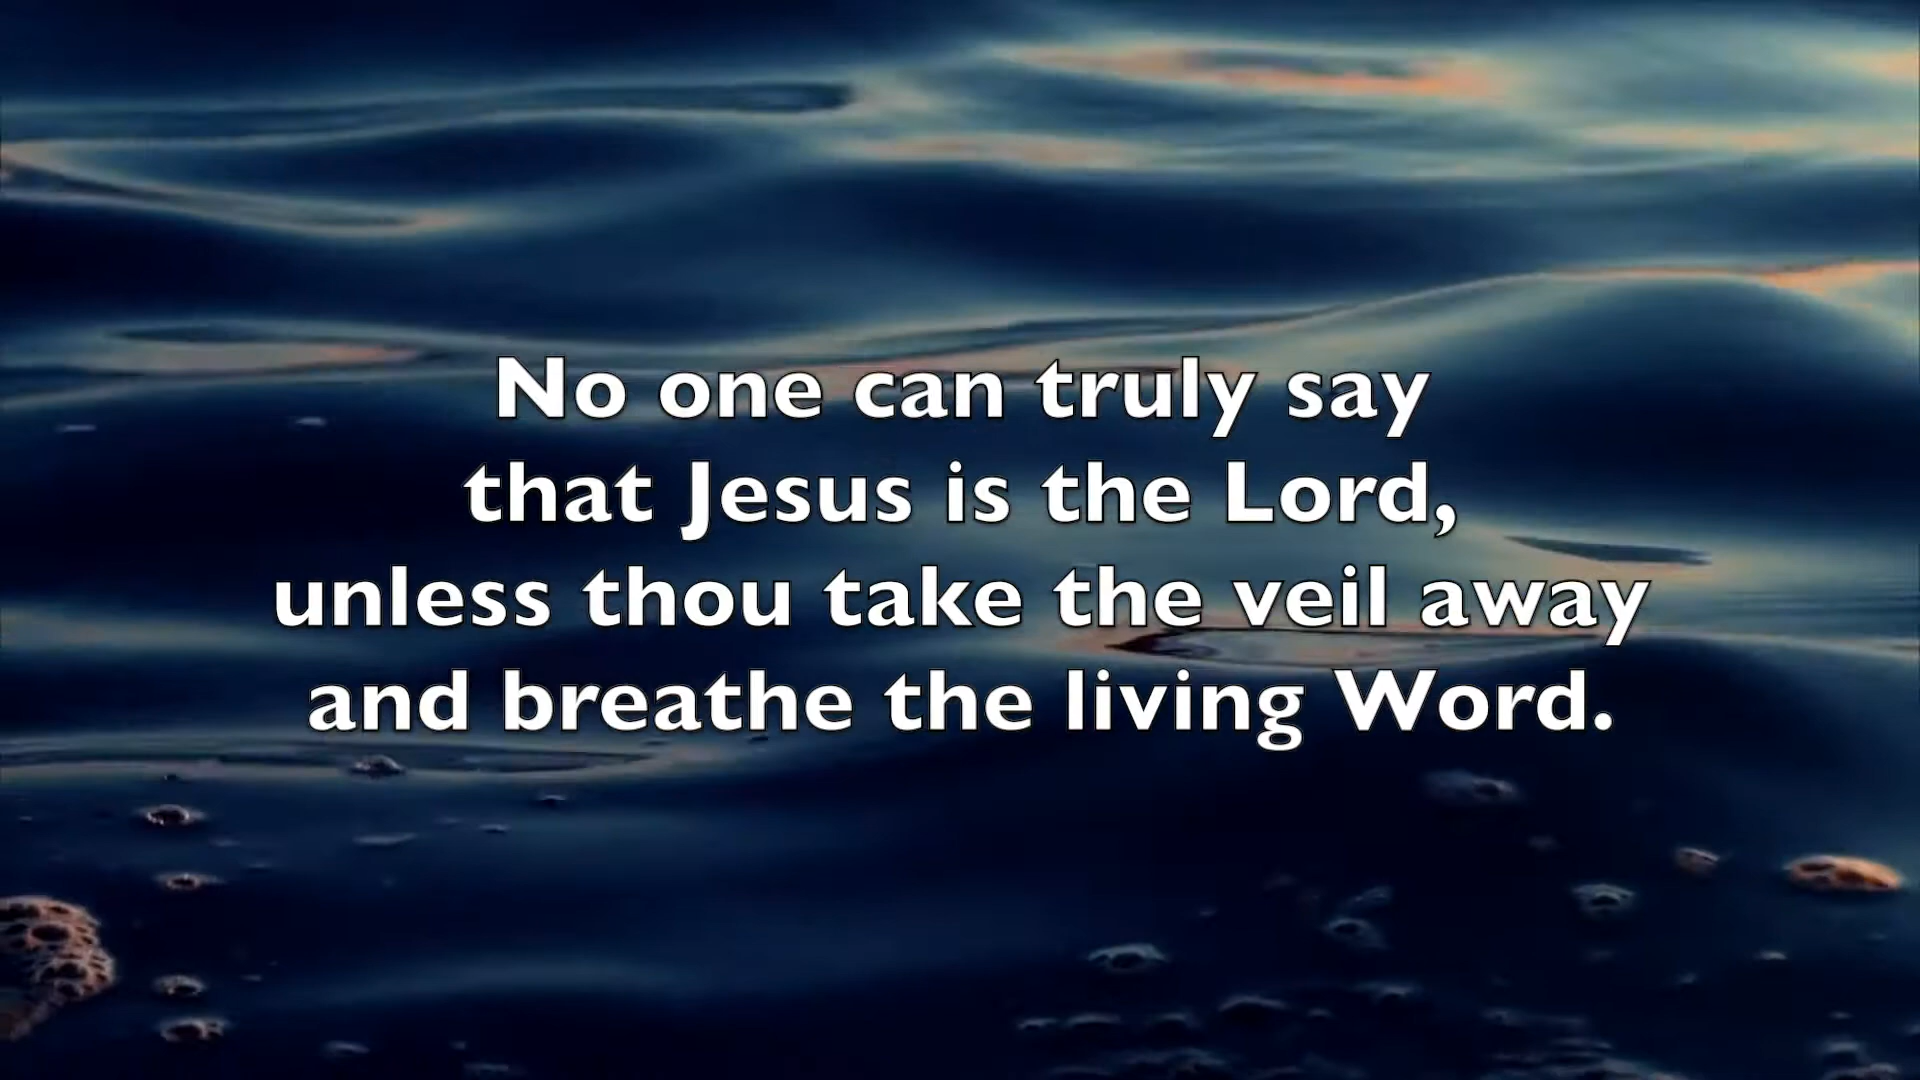 No one can truly say
that Jesus is the Lord,
unless thou take the veil away
and breathe the living Word.